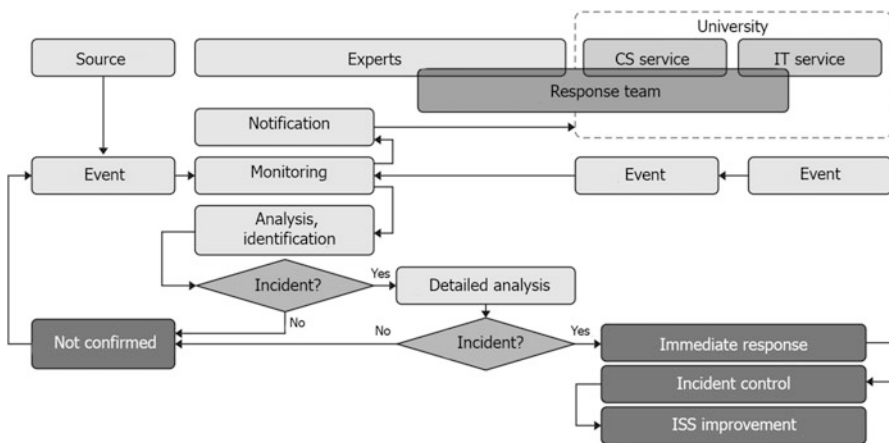 University
Source
Experts
CS service
IT service
Response team
Notification
Event
Monitoring
Event
Event
Analysis,
identification
Incident?
Yes
Detailed analysis
No
Not confirmed
No
Incident?
Yes
Immediate response
Incident control
ISS improvement